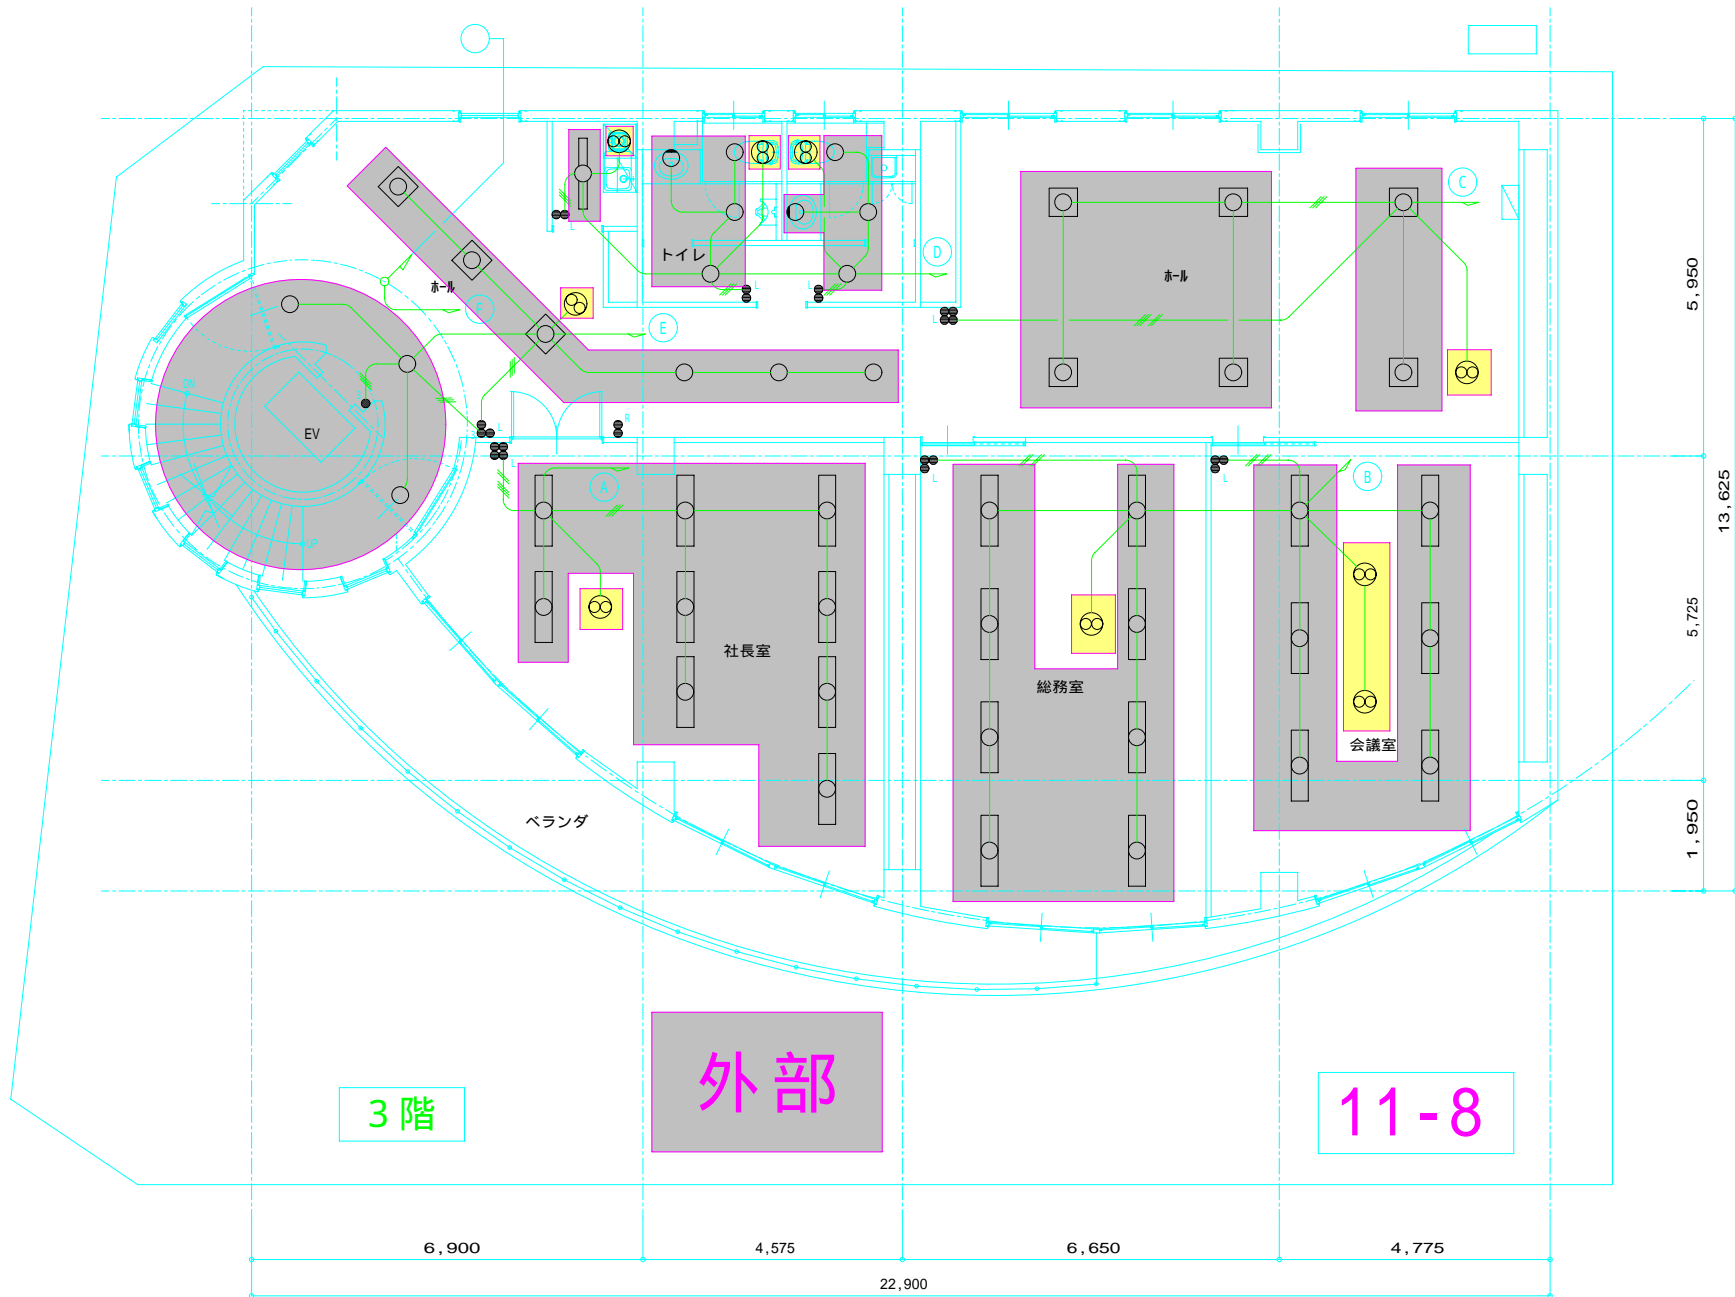 トイレ
C
D
ホール
ホール
F
E
5,950
L
L
L
L
L
R
DN
EV
UP
L
L
L
A
B
13,625
5,725
社長室
総務室
会議室
1,950
ベランダ
外部
3階
11-8
6,900
4,575
6,650
4,775
22,900